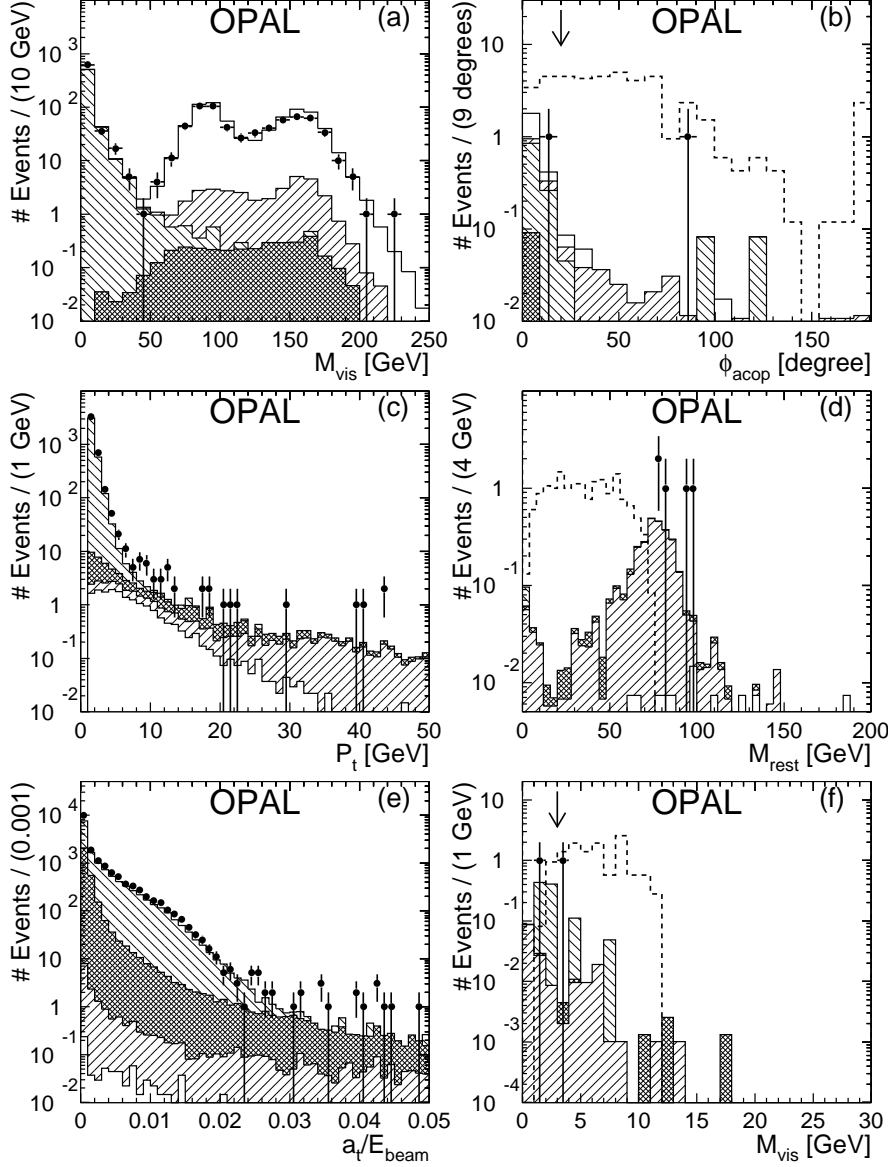 OPAL (a)
# Events / (10 GeV)
10³
10²
10
1
10⁻¹
10⁻²
0 50 100 150 200 250
M_vis [GeV]
OPAL (b)
# Events / (9 degrees)
10
1
10⁻¹
10⁻²
0 50 100 150
ϕ_acop [degree]
OPAL (c)
# Events / (1 GeV)
10³
10²
10
1
10⁻¹
10⁻²
0 10 20 30 40 50
P_t [GeV]
OPAL (d)
# Events / (4 GeV)
1
10⁻¹
10⁻²
0 50 100 150 200
M_rest [GeV]
OPAL (e)
# Events / (0.001)
10⁴
10³
10²
10
1
10⁻¹
10⁻²
0 0.01 0.02 0.03 0.04 0.05
a_t/E_beam
OPAL (f)
# Events / (1 GeV)
10
1
10⁻¹
10⁻²
10⁻³
10⁻⁴
0 5 10 15 20 25 30
M_vis [GeV]